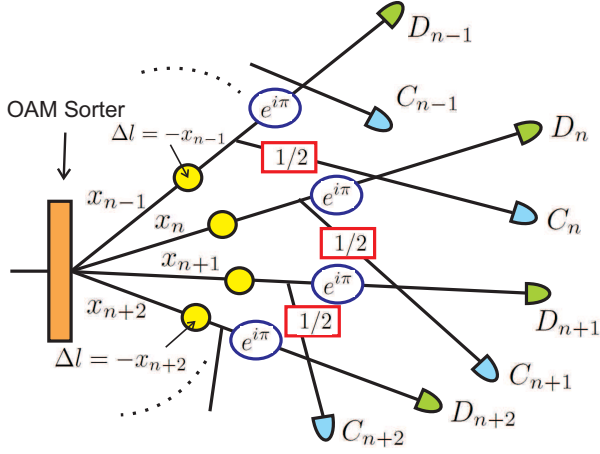 D_{n-1}
OAM Sorter
e^{iπ}
C_{n-1}
Δl = −x_{n-1}
D_n
1/2
x_{n-1}
e^{iπ}
x_n
C_n
1/2
x_{n+1}
e^{iπ}
x_{n+2}
1/2
D_{n+1}
e^{iπ}
Δl = −x_{n+2}
C_{n+1}
D_{n+2}
C_{n+2}